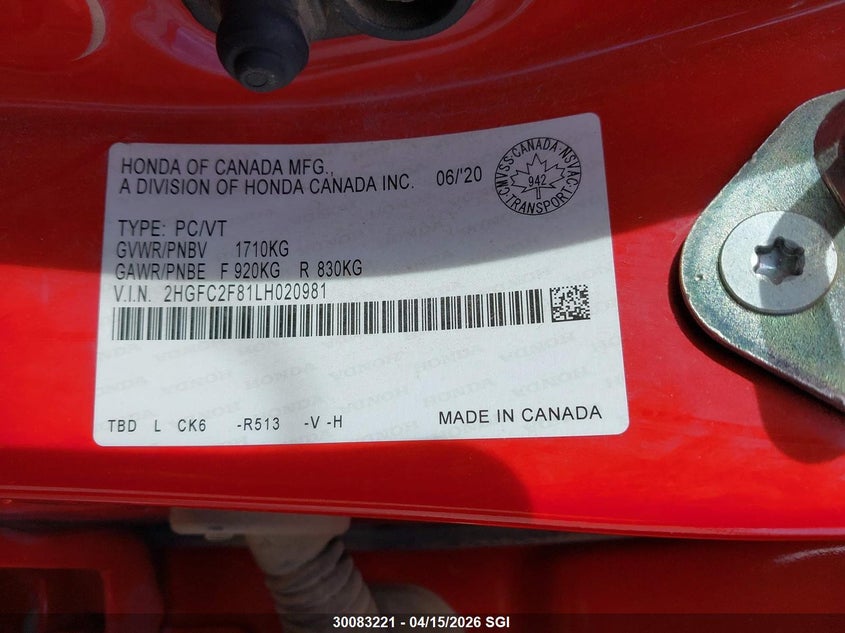 HONDA OF CANADA MFG.,
A DIVISION OF HONDA CANADA INC. 06/'20
CMVSS·CANADA·NSVAC
942
TRANSPORT
TYPE: PC/VT
GVWR/PNBV 1710KG
GAWR/PNBE F 920KG R 830KG
V.I.N. 2HGFC2F81LH020981
TBD L CK6 -R513 -V -H MADE IN CANADA
30083221 - 04/15/2026 SGI